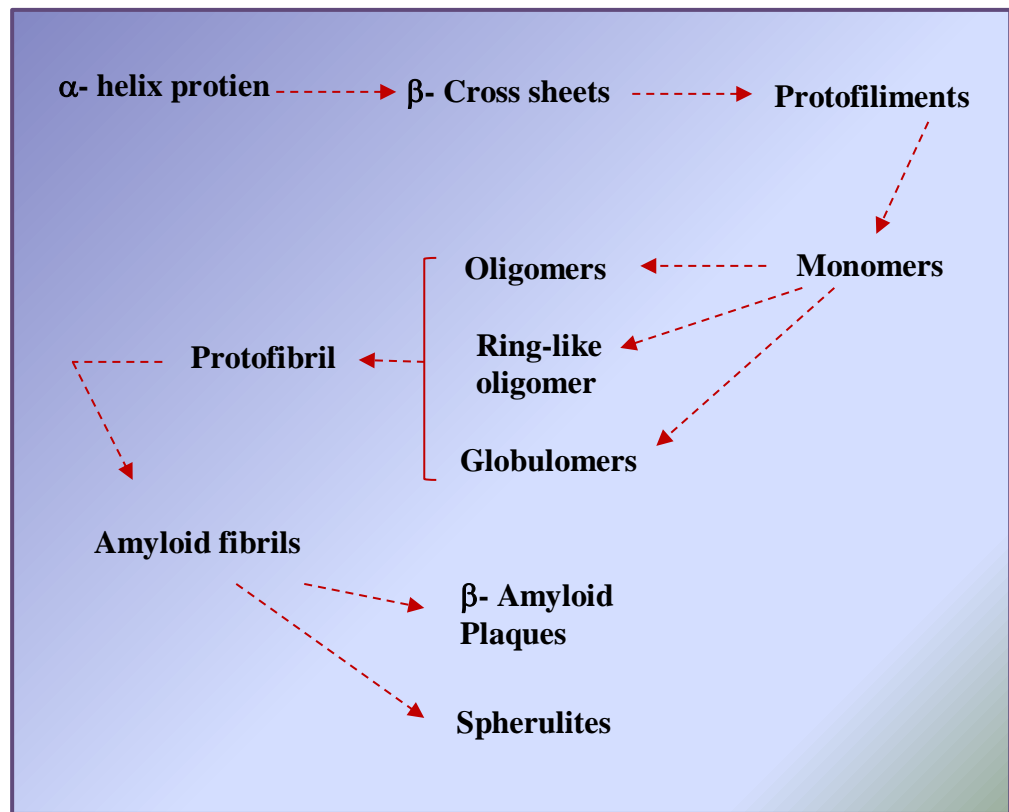 α- helix protien
β- Cross sheets
Protofiliments
Monomers
Oligomers
Ring-like
oligomer
Globulomers
Protofibril
Amyloid fibrils
β- Amyloid
Plaques
Spherulites